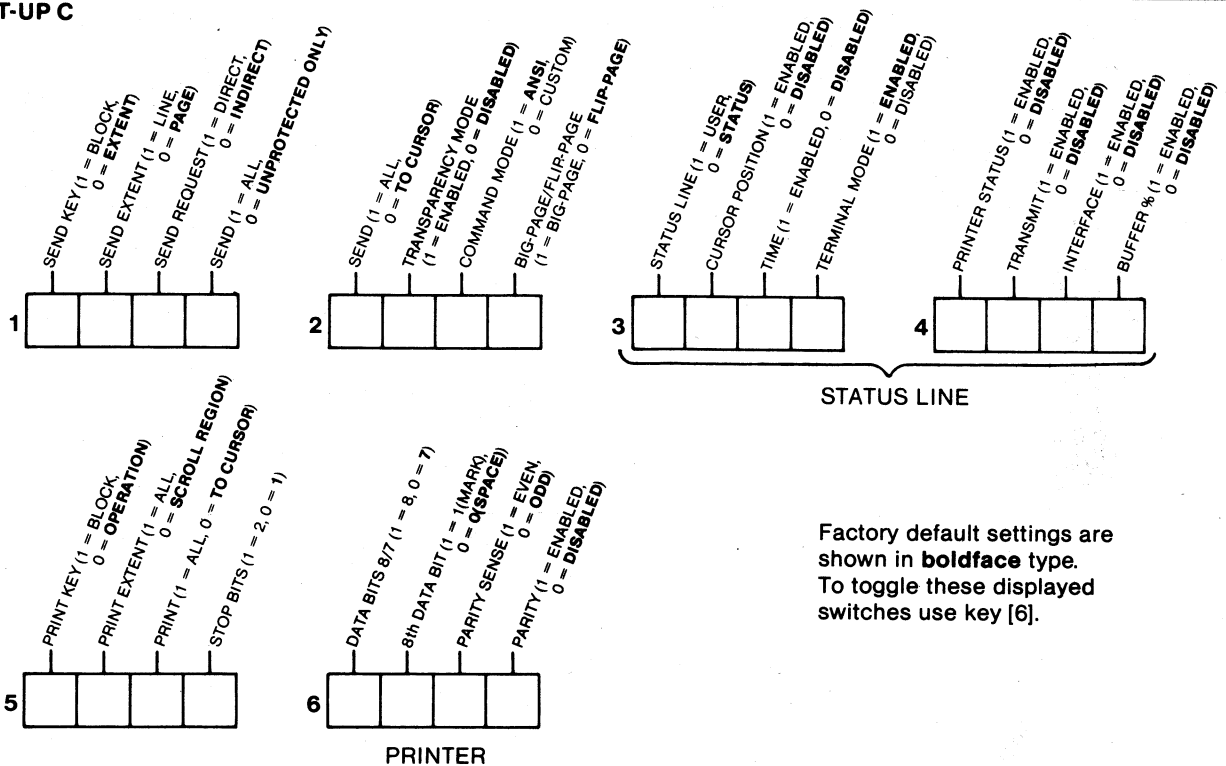 T-UP C
SEND KEY (1 = BLOCK,
0 = EXTENT)
SEND EXTENT (1 = LINE,
0 = PAGE)
SEND REQUEST (1 = DIRECT,
0 = INDIRECT)
SEND (1 = ALL,
0 = UNPROTECTED ONLY)
1
SEND (1 = ALL,
0 = TO CURSOR)
TRANSPARENCY MODE
(1 = ENABLED, 0 = DISABLED)
COMMAND MODE (1 = ANSI,
0 = CUSTOM)
BIG-PAGE/FLIP-PAGE
(1 = BIG-PAGE, 0 = FLIP-PAGE)
2
STATUS LINE (1 = USER,
0 = STATUS)
CURSOR POSITION (1 = ENABLED,
0 = DISABLED)
TIME (1 = ENABLED, 0 = DISABLED)
TERMINAL MODE (1 = ENABLED,
0 = DISABLED)
3
PRINTER STATUS (1 = ENABLED,
0 = DISABLED)
TRANSMIT (1 = ENABLED,
0 = DISABLED)
INTERFACE (1 = ENABLED,
0 = DISABLED)
BUFFER % (1 = ENABLED,
0 = DISABLED)
4
STATUS LINE
PRINT KEY (1 = BLOCK,
0 = OPERATION)
PRINT EXTENT (1 = ALL,
0 = SCROLL REGION)
PRINT (1 = ALL, 0 = TO CURSOR)
STOP BITS (1 = 2, 0 = 1)
5
DATA BITS 8/7 (1 = 8, 0 = 7)
8th DATA BIT (1 = 1(MARK),
0 = 0(SPACE))
PARITY SENSE (1 = EVEN,
0 = ODD)
PARITY (1 = ENABLED,
0 = DISABLED)
6
PRINTER
Factory default settings are
shown in boldface type.
To toggle these displayed
switches use key [6].